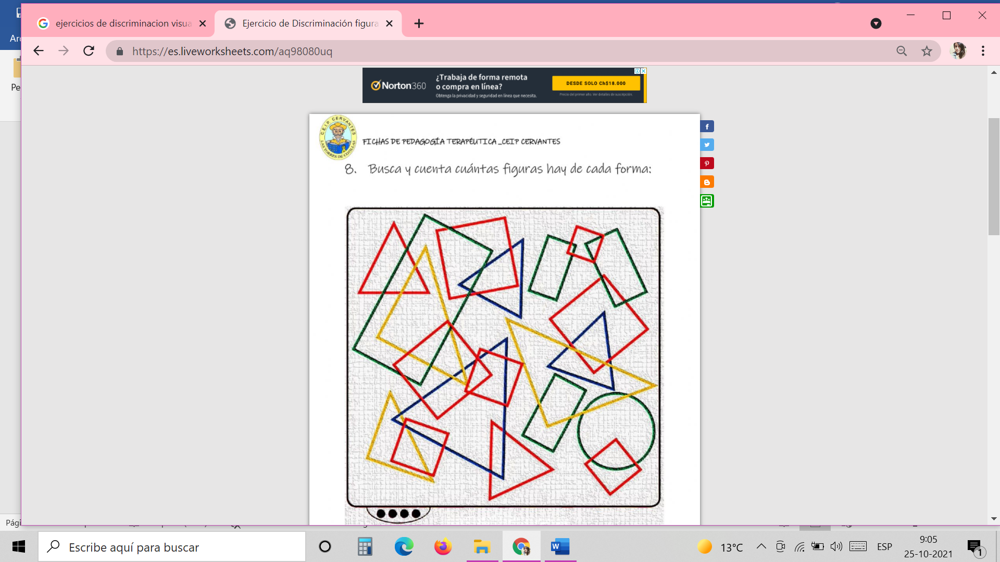 ejercicios de discriminacion visua
Ejercicio de Discriminación figura
Arc
https://es.liveworksheets.com/aq98080uq
Pe
Norton360
¿Trabaja de forma remota
o compra en línea?
Obtenga la privacidad y seguridad en línea que necesita.
DESDE SOLO Ch$18.000
Precio del primer año. Ver detalles de suscripción.
C.E.I.P. CERVANTES
LAS TORRES DE COTILLAS
FICHAS DE PEDAGOGÍA TERAPÉUTICA_CEIP CERVANTES
8. Busca y cuenta cuántas figuras hay de cada forma:
Pági
Escribe aquí para buscar
13°C
ESP
9:05
25-10-2021
1